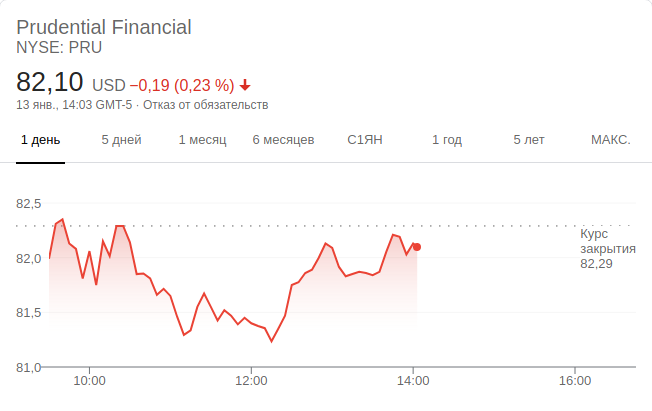 Prudential Financial
NYSE: PRU
82,10 USD −0,19 (0,23 %)
13 янв., 14:03 GMT-5 · Отказ от обязательств
1 день 5 дней 1 месяц 6 месяцев С1ЯН 1 год 5 лет МАКС.
82,5
Курс
закрытия
82,29
82,0
81,5
81,0
10:00 12:00 14:00 16:00